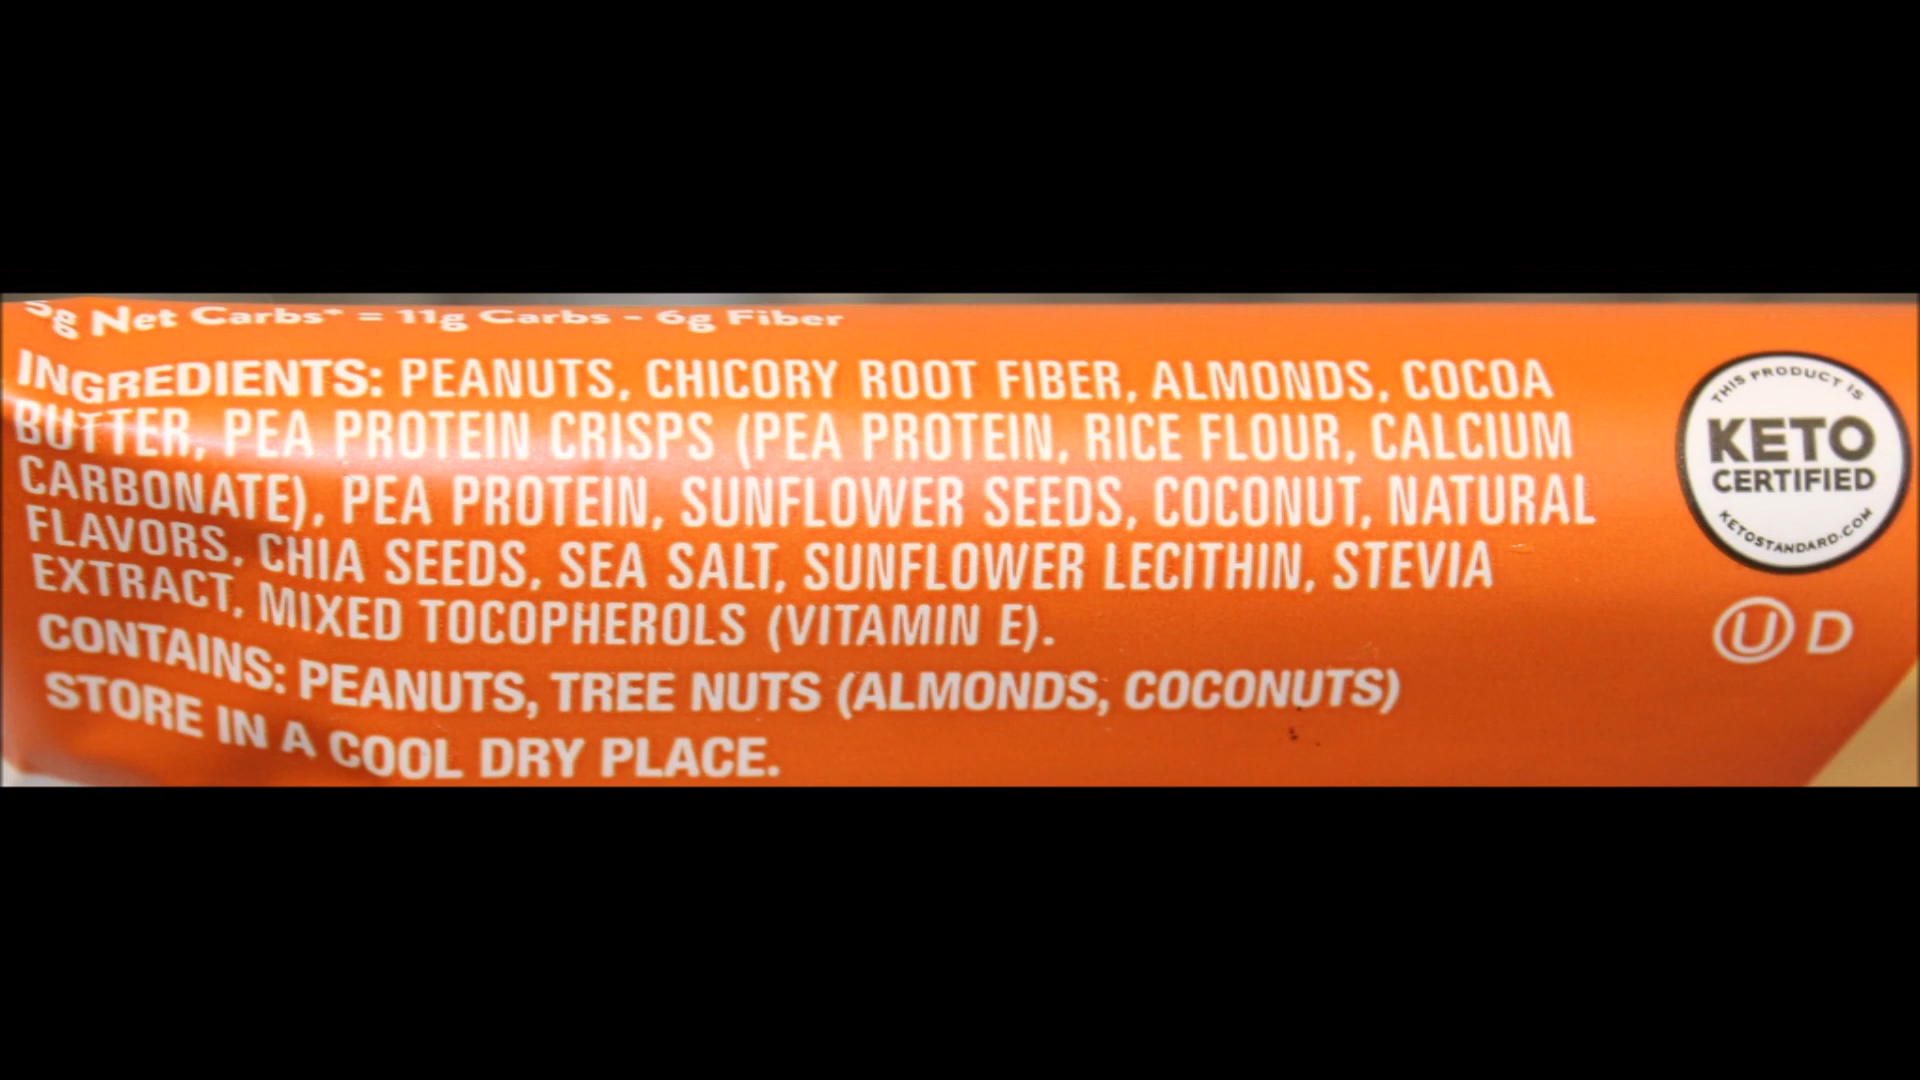 5g Net Carbs* = 11g Carbs - 6g Fiber
INGREDIENTS: PEANUTS, CHICORY ROOT FIBER, ALMONDS, COCOA
BUTTER, PEA PROTEIN CRISPS (PEA PROTEIN, RICE FLOUR, CALCIUM
CARBONATE), PEA PROTEIN, SUNFLOWER SEEDS, COCONUT, NATURAL
FLAVORS, CHIA SEEDS, SEA SALT, SUNFLOWER LECITHIN, STEVIA
EXTRACT, MIXED TOCOPHEROLS (VITAMIN E).
CONTAINS: PEANUTS, TREE NUTS (ALMONDS, COCONUTS)
STORE IN A COOL DRY PLACE.
THIS PRODUCT IS
KETO
CERTIFIED
KETOSTANDARD.COM
U D